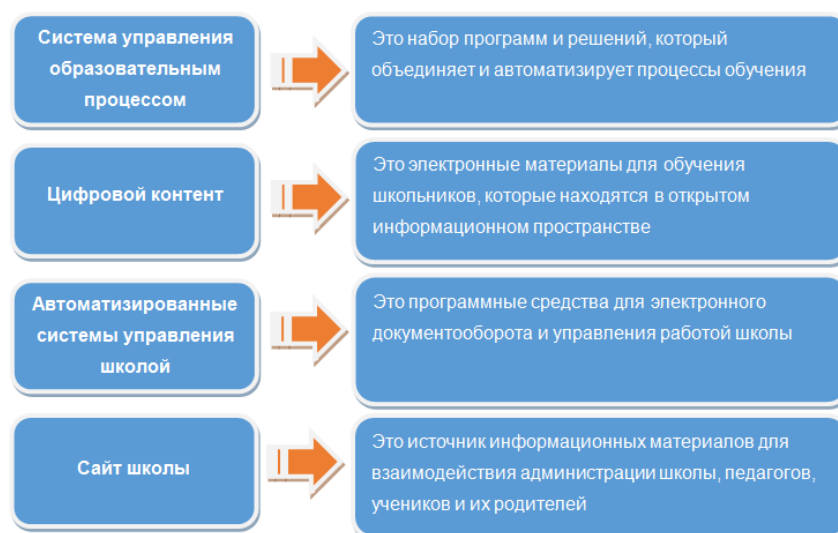 Система управления
образовательным
процессом
Это набор программ и решений, который
объединяет и автоматизирует процессы обучения
Цифровой контент
Это электронные материалы для обучения
школьников, которые находятся в открытом
информационном пространстве
Автоматизированные
системы управления
школой
Это программные средства для электронного
документооборота и управления работой школы
Сайт школы
Это источник информационных материалов для
взаимодействия администрации школы, педагогов,
учеников и их родителей